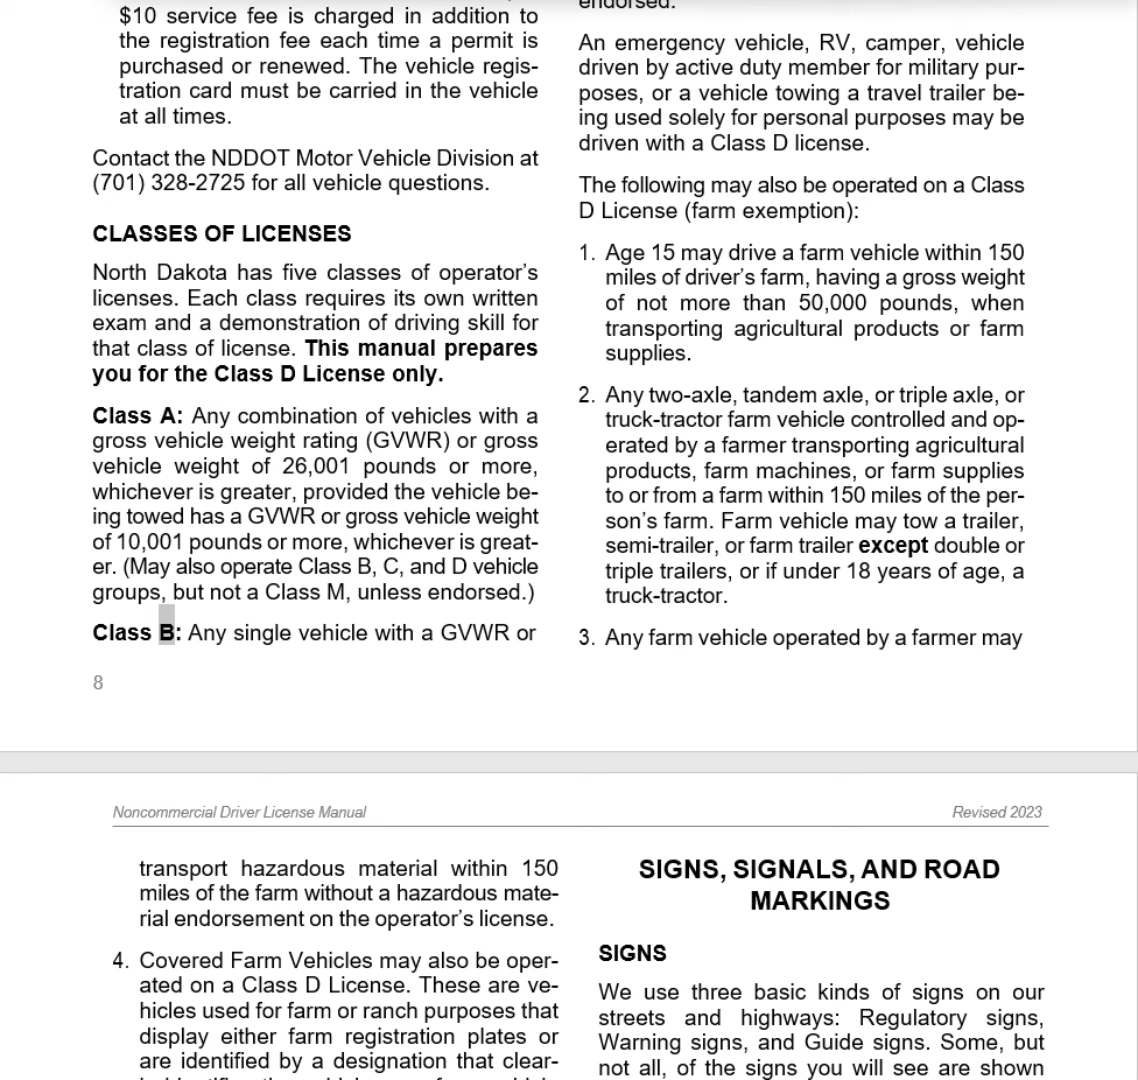 $10 service fee is charged in addition to
the registration fee each time a permit is
purchased or renewed. The vehicle regis-
tration card must be carried in the vehicle
at all times.
Contact the NDDOT Motor Vehicle Division at
(701) 328-2725 for all vehicle questions.
CLASSES OF LICENSES
North Dakota has five classes of operator's
licenses. Each class requires its own written
exam and a demonstration of driving skill for
that class of license. This manual prepares
you for the Class D License only.
Class A: Any combination of vehicles with a
gross vehicle weight rating (GVWR) or gross
vehicle weight of 26,001 pounds or more,
whichever is greater, provided the vehicle be-
ing towed has a GVWR or gross vehicle weight
of 10,001 pounds or more, whichever is great-
er. (May also operate Class B, C, and D vehicle
groups, but not a Class M, unless endorsed.)
Class B: Any single vehicle with a GVWR or
8
endorsed.
An emergency vehicle, RV, camper, vehicle
driven by active duty member for military pur-
poses, or a vehicle towing a travel trailer be-
ing used solely for personal purposes may be
driven with a Class D license.
The following may also be operated on a Class
D License (farm exemption):
1. Age 15 may drive a farm vehicle within 150
miles of driver's farm, having a gross weight
of not more than 50,000 pounds, when
transporting agricultural products or farm
supplies.
2. Any two-axle, tandem axle, or triple axle, or
truck-tractor farm vehicle controlled and op-
erated by a farmer transporting agricultural
products, farm machines, or farm supplies
to or from a farm within 150 miles of the per-
son's farm. Farm vehicle may tow a trailer,
semi-trailer, or farm trailer except double or
triple trailers, or if under 18 years of age, a
truck-tractor.
3. Any farm vehicle operated by a farmer may
Noncommercial Driver License Manual
Revised 2023
transport hazardous material within 150
miles of the farm without a hazardous mate-
rial endorsement on the operator's license.
4. Covered Farm Vehicles may also be oper-
ated on a Class D License. These are ve-
hicles used for farm or ranch purposes that
display either farm registration plates or
are identified by a designation that clear-
SIGNS, SIGNALS, AND ROAD
MARKINGS
SIGNS
We use three basic kinds of signs on our
streets and highways: Regulatory signs,
Warning signs, and Guide signs. Some, but
not all, of the signs you will see are shown